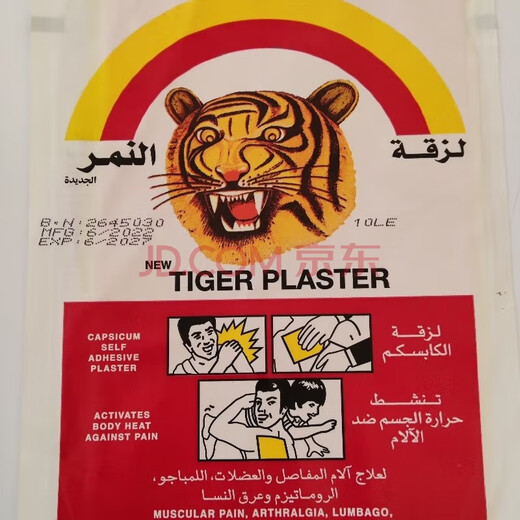 لزقة النمر
الجديدة
B.N:2645030
MFG:6/2022
EXP:6/2027
10LE
JD.COM 京东
NEW TIGER PLASTER
CAPSICUM
SELF
ADHESIVE
PLASTER
لزقة
الكابسكم
ACTIVATES
BODY HEAT
AGAINST PAIN
تنشط
حرارة الجسم ضد
الآلام
لعلاج آلام المفاصل والعضلات، اللمباجو،
الروماتيزم وعرق النسا
MUSCULAR PAIN, ARTHRALGIA, LUMBAGO,